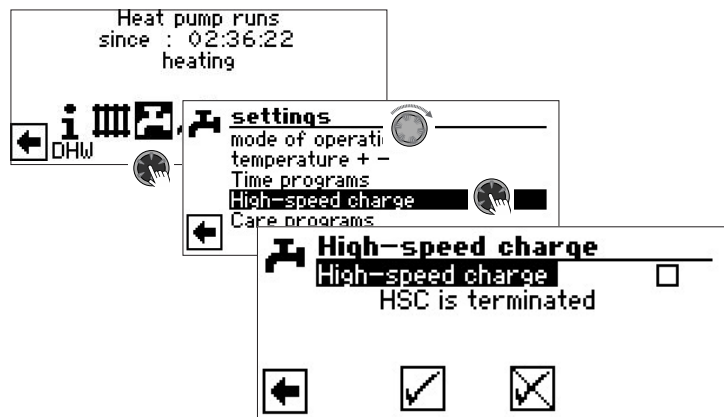 Heat pump runs
since : 02:36:22
heating
DHW
settings
mode of operati
temperature + -
Time programs
High-speed charge
Care programs
High-speed charge
High-speed charge
HSC is terminated